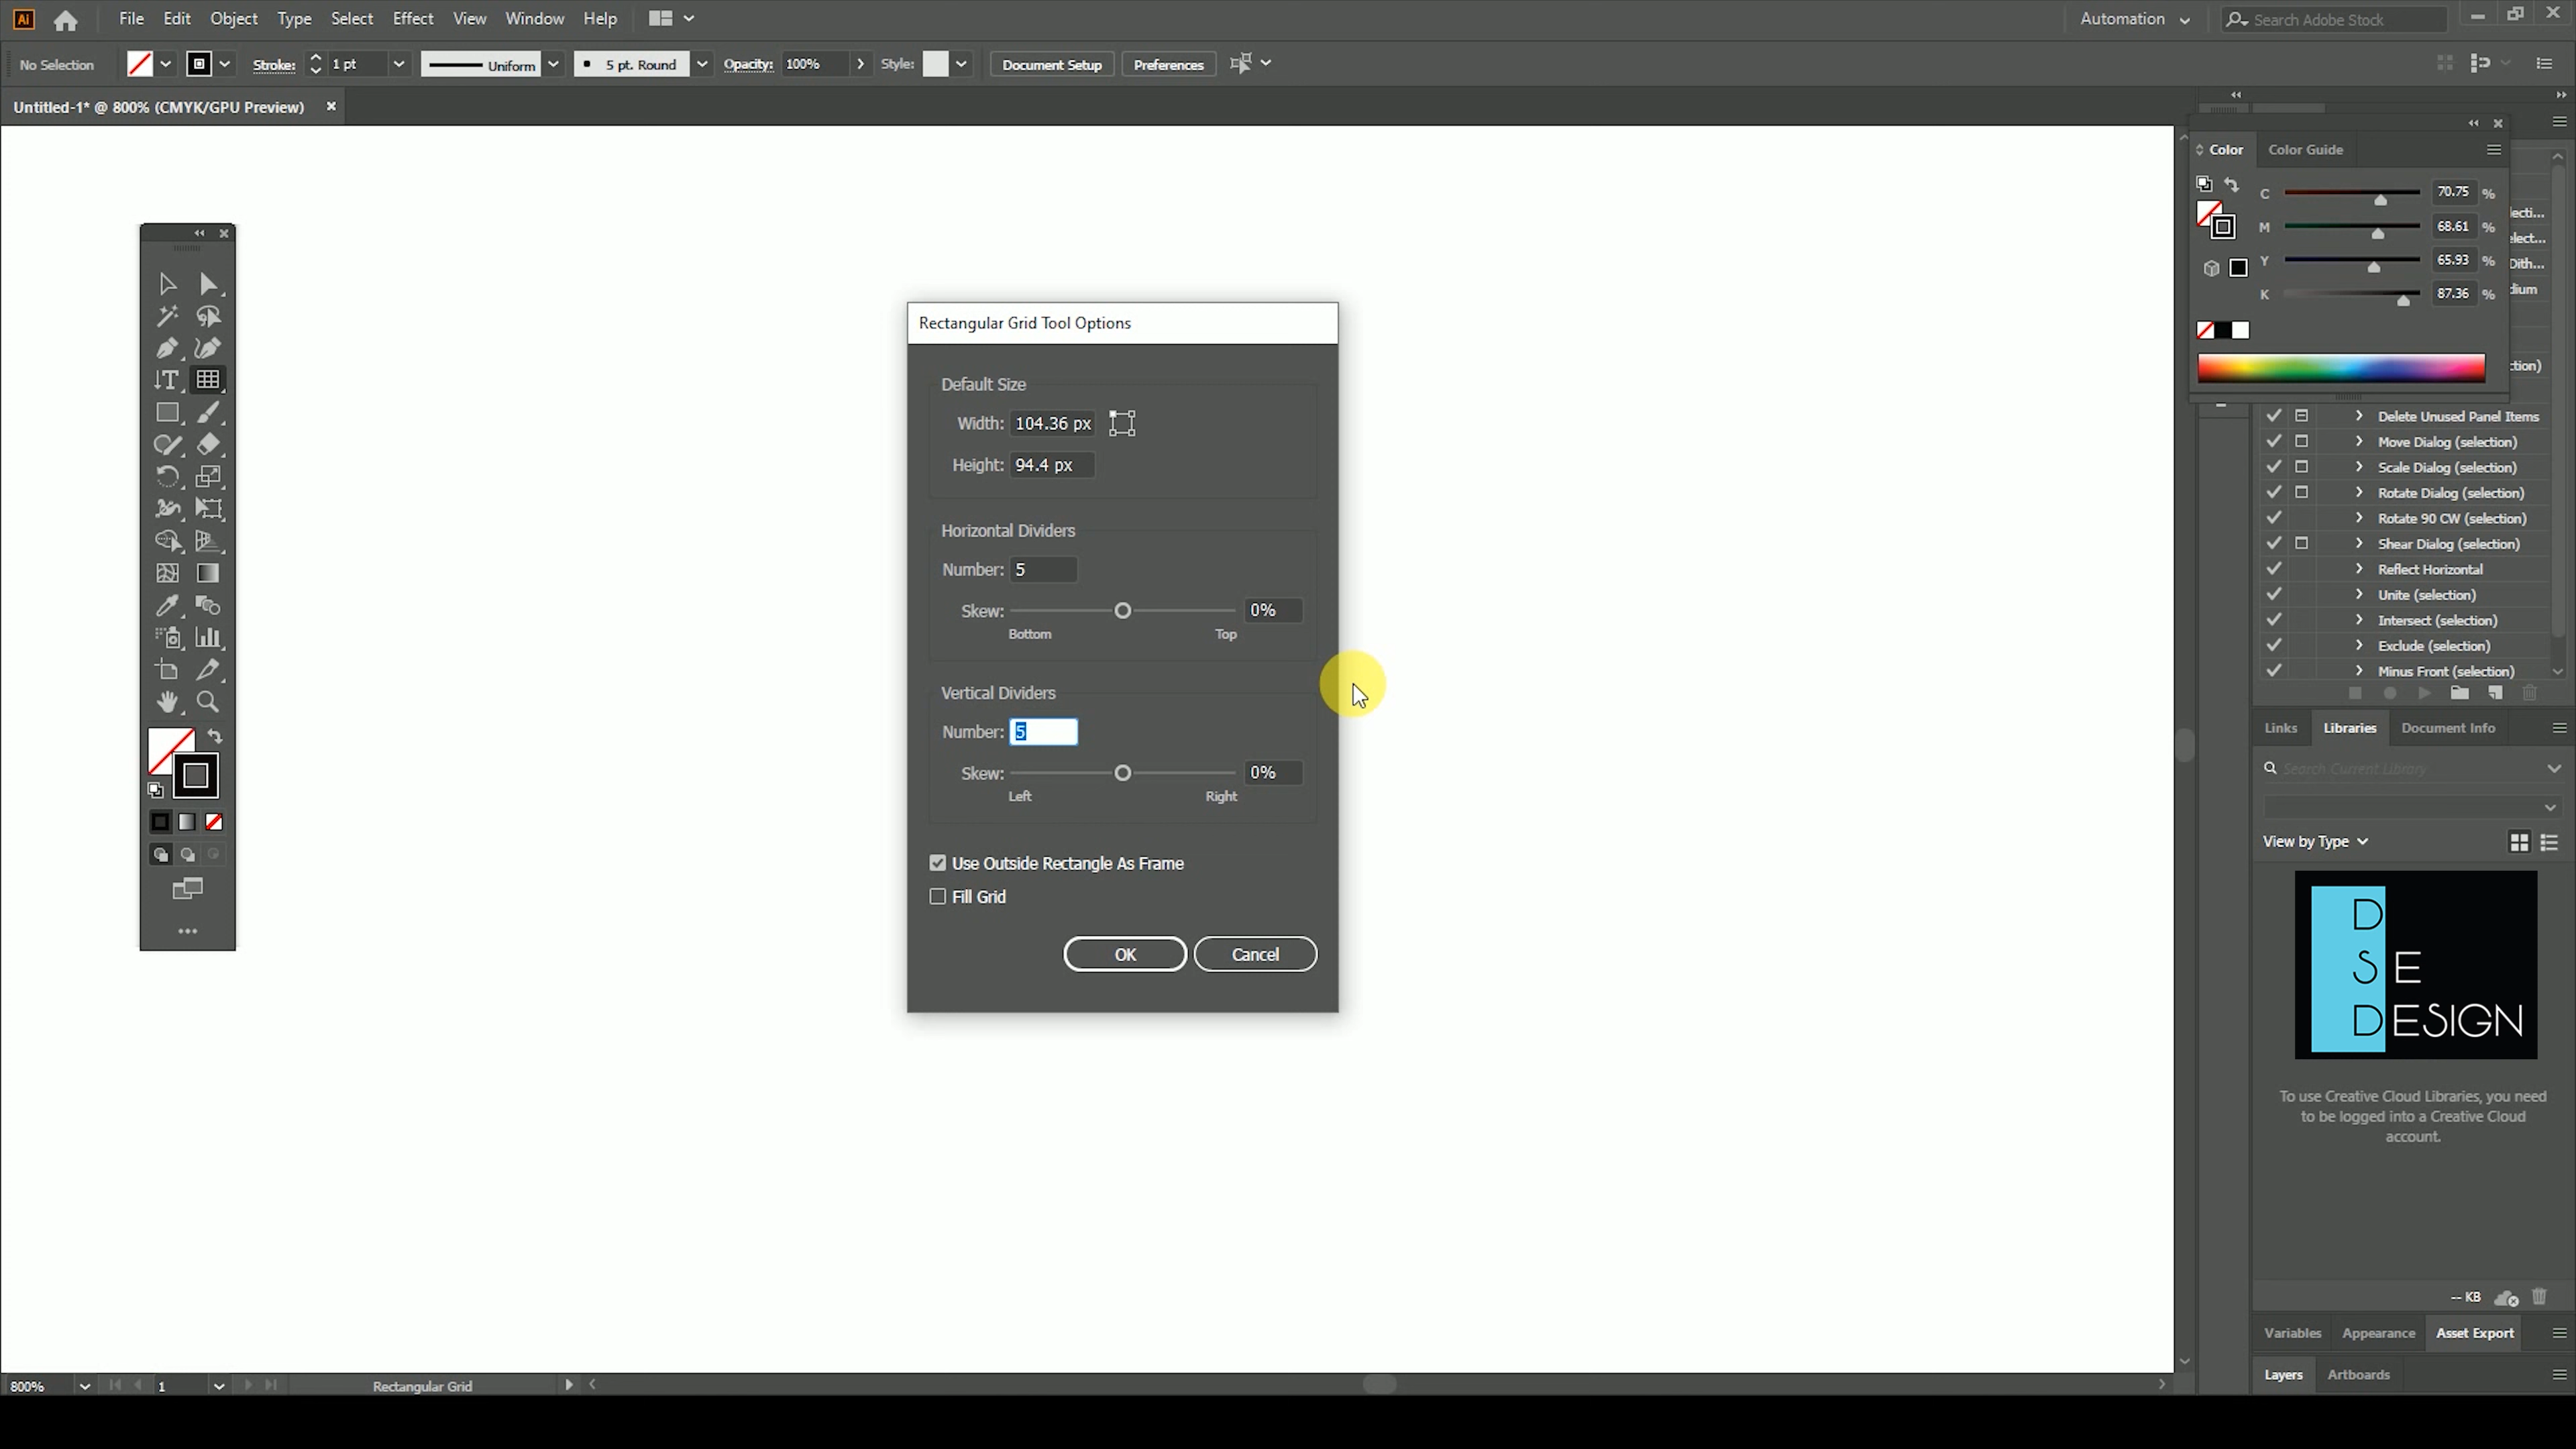 Ai File Edit Object Type Select Effect View Window Help Automation Search Adobe Stock
No Selection Stroke: 1 pt Uniform 5 pt. Round Opacity: 100% Style: Document Setup Preferences
Untitled-1* @ 800% (CMYK/GPU Preview)
Color Color Guide
C 70.75 %
M 68.61 %
Y 65.93 %
K 87.36 %
Rectangular Grid Tool Options
Default Size
Width: 104.36 px
Height: 94.4 px
Horizontal Dividers
Number: 5
Skew: 0%
Bottom Top
Vertical Dividers
Number: 5
Skew: 0%
Left Right
Use Outside Rectangle As Frame
Fill Grid
OK Cancel
Delete Unused Panel Items
Move Dialog (selection)
Scale Dialog (selection)
Rotate Dialog (selection)
Rotate 90 CW (selection)
Shear Dialog (selection)
Reflect Horizontal
Unite (selection)
Intersect (selection)
Exclude (selection)
Minus Front (selection)
Links Libraries Document Info
Search Current Library
View by Type
D
SE
DESIGN
To use Creative Cloud Libraries, you need
to be logged into a Creative Cloud
account.
-- KB
Variables Appearance Asset Export
Layers Artboards
800% 1 Rectangular Grid